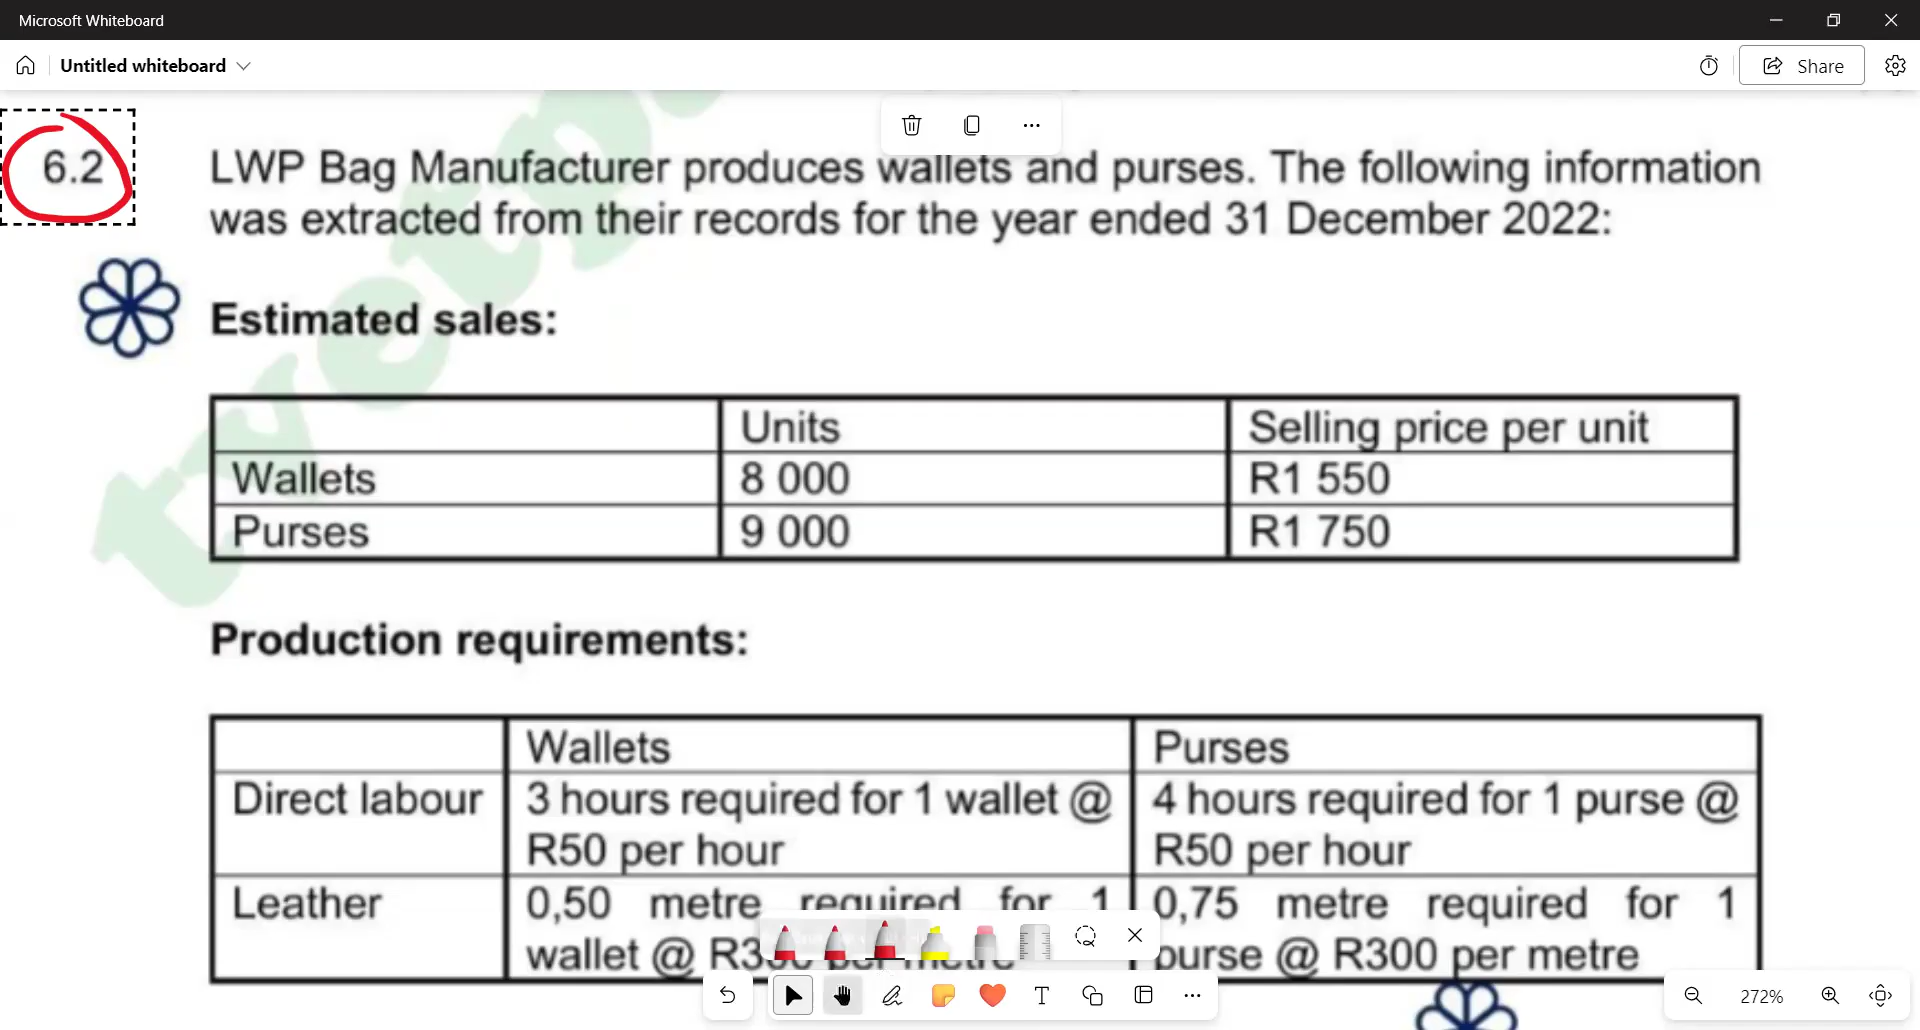 Microsoft Whiteboard
Untitled whiteboard
Share
6.2
LWP Bag Manufacturer produces wallets and purses. The following information
was extracted from their records for the year ended 31 December 2022:
Estimated sales:
Units Selling price per unit
Wallets 8 000 R1 550
Purses 9 000 R1 750
Production requirements:
Wallets Purses
Direct labour 3 hours required for 1 wallet @ 4 hours required for 1 purse @
R50 per hour R50 per hour
Leather 0,50 metre required for 1 0,75 metre required for 1
wallet @ R300 per metre purse @ R300 per metre
272%